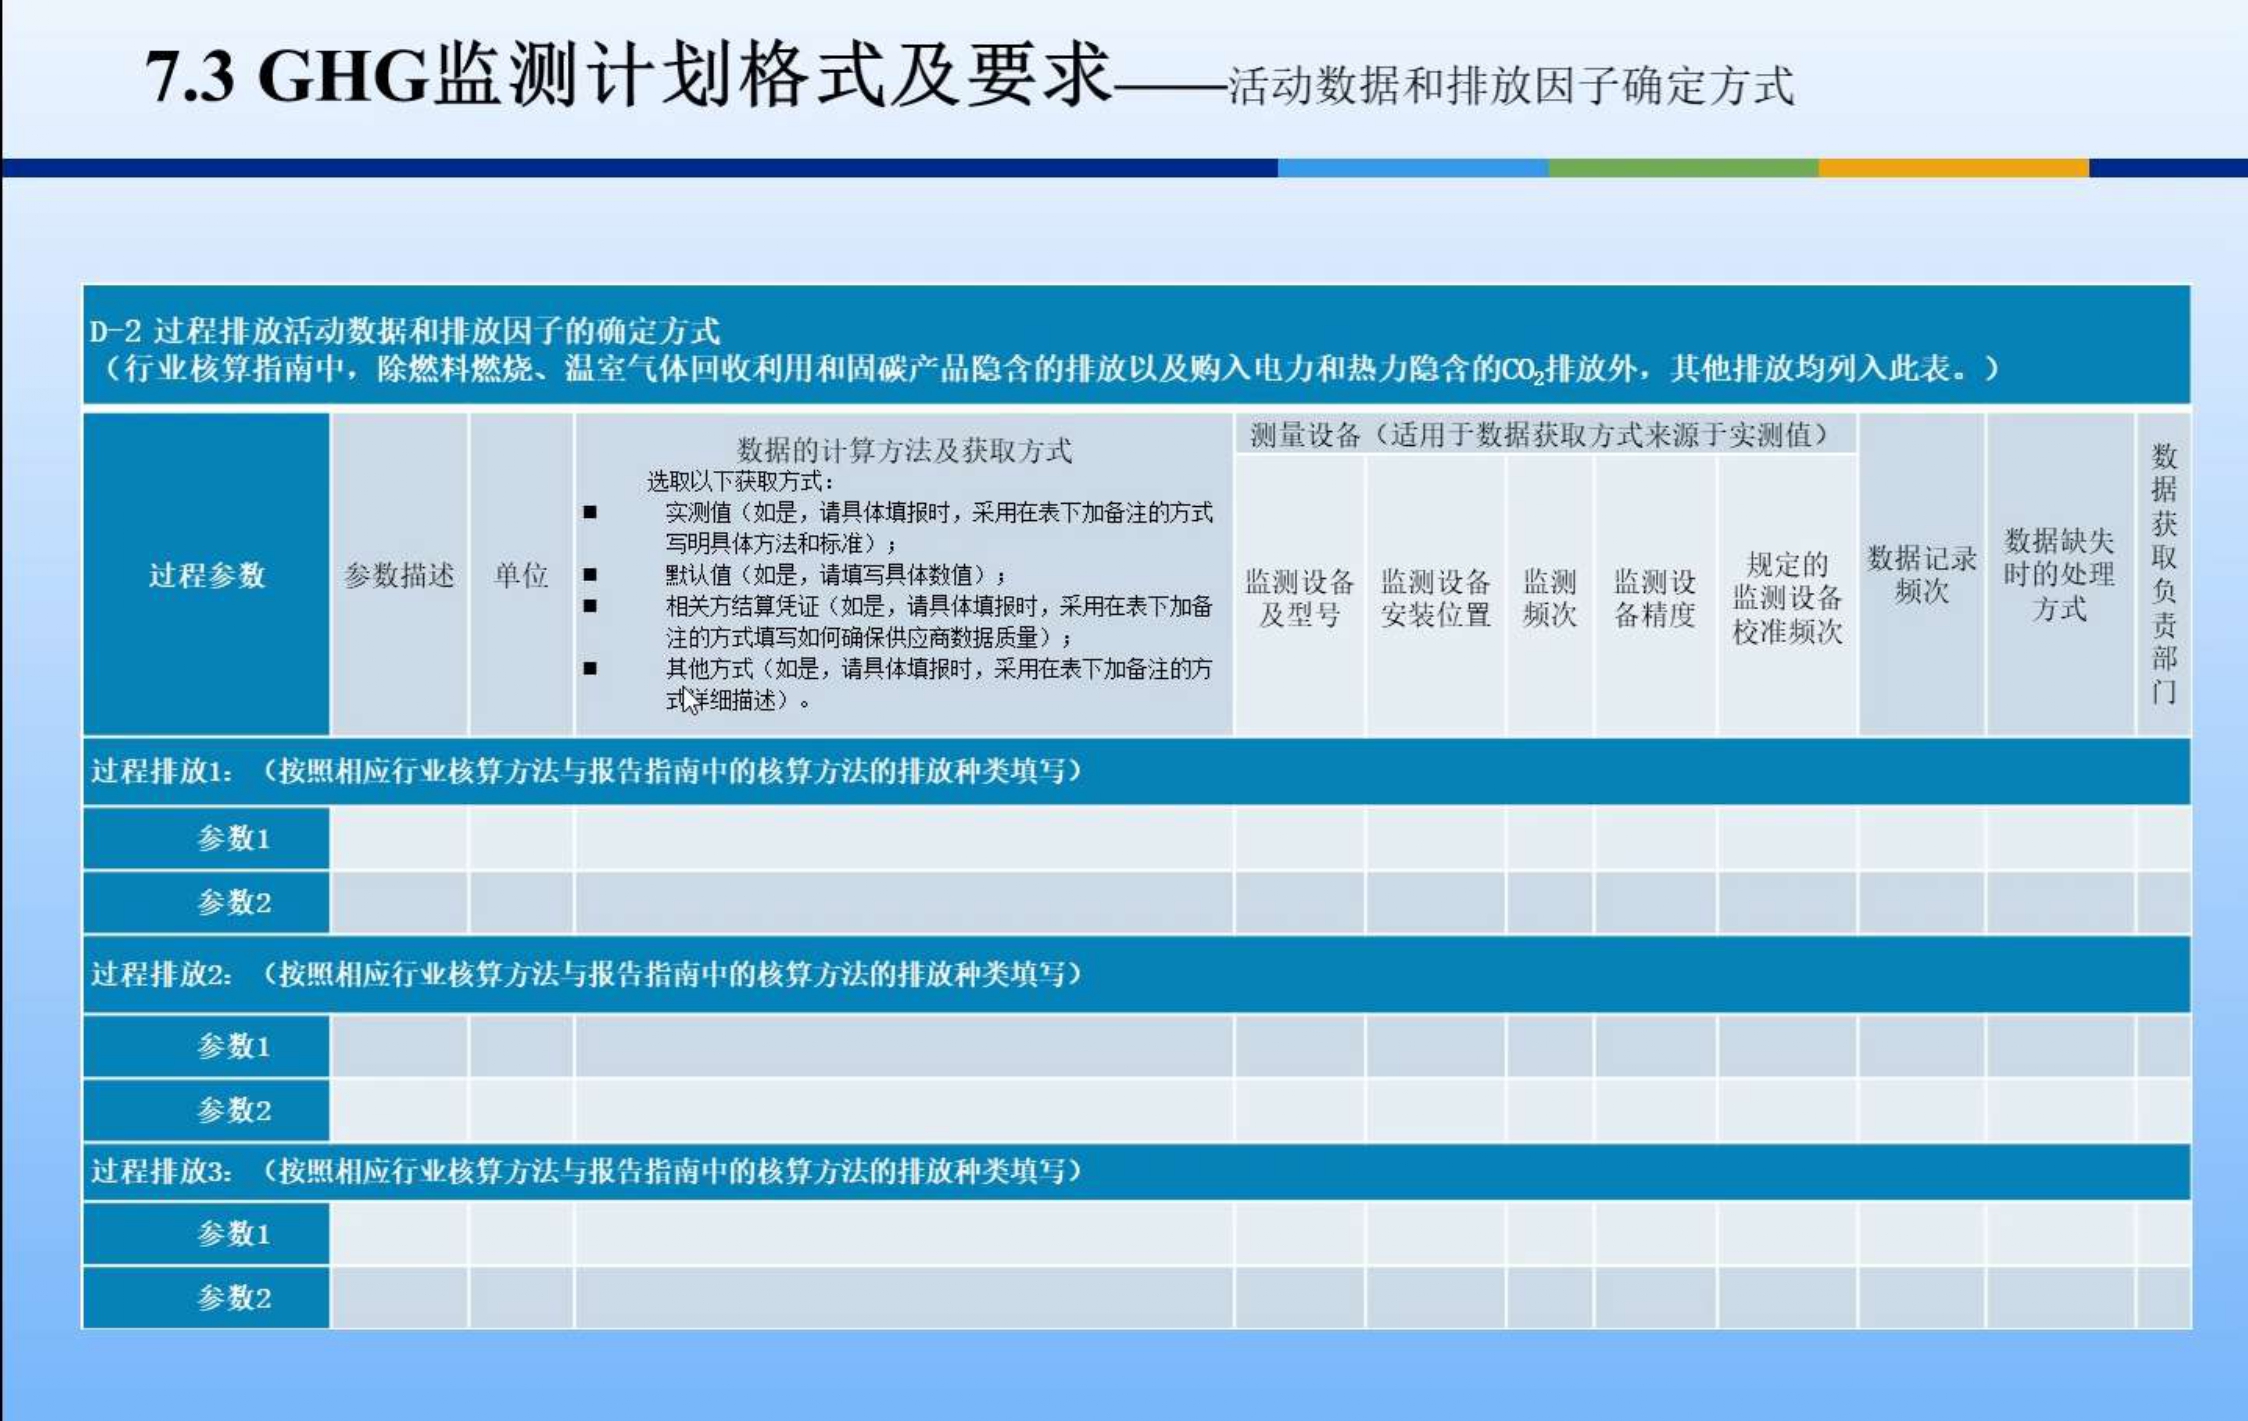 7.3 GHG监测计划格式及要求——活动数据和排放因子确定方式
D-2 过程排放活动数据和排放因子的确定方式
（行业核算指南中，除燃料燃烧、温室气体回收利用和固碳产品隐含的排放以及购入电力和热力隐含的CO₂排放外，其他排放均列入此表。）
过程参数
参数描述
单位
数据的计算方法及获取方式
选取以下获取方式：
■ 实测值（如是，请具体填报时，采用在表下加备注的方式
写明具体方法和标准）；
■ 默认值（如是，请填写具体数值）；
■ 相关方结算凭证（如是，请具体填报时，采用在表下加备
注的方式填写如何确保供应商数据质量）；
■ 其他方式（如是，请具体填报时，采用在表下加备注的方
式详细描述）。
测量设备（适用于数据获取方式来源于实测值）
监测设备
及型号
监测设备
安装位置
监测
频次
监测设
备精度
规定的
监测设备
校准频次
数据记录
频次
数据缺失
时的处理
方式
数据获取负责部门
过程排放1：（按照相应行业核算方法与报告指南中的核算方法的排放种类填写）
参数1
参数2
过程排放2：（按照相应行业核算方法与报告指南中的核算方法的排放种类填写）
参数1
参数2
过程排放3：（按照相应行业核算方法与报告指南中的核算方法的排放种类填写）
参数1
参数2